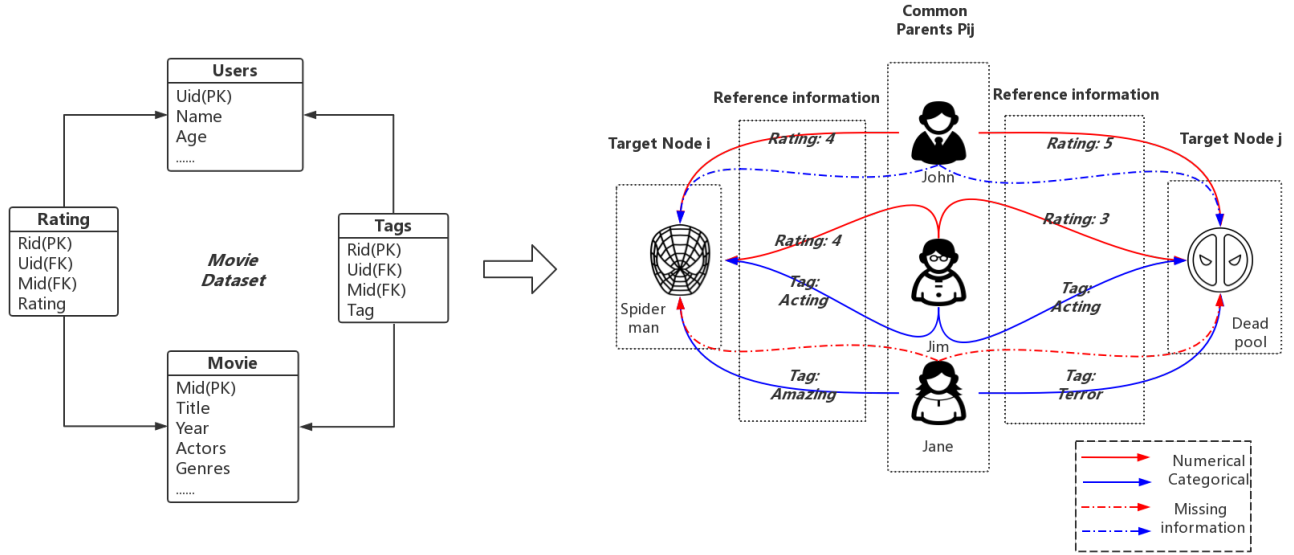 Users
Uid(PK)
Name
Age
......
Rating
Rid(PK)
Uid(FK)
Mid(FK)
Rating
Movie
Dataset
Tags
Rid(PK)
Uid(FK)
Mid(FK)
Tag
Movie
Mid(PK)
Title
Year
Actors
Genres
......
Common
Parents Pij
Reference information
Reference information
Target Node i
Target Node j
Rating: 4
Rating: 5
John
Rating: 4
Rating: 3
Tag:
Acting
Tag:
Acting
Spider
man
Dead
pool
Jim
Tag:
Amazing
Tag:
Terror
Jane
Numerical
Categorical
Missing
information